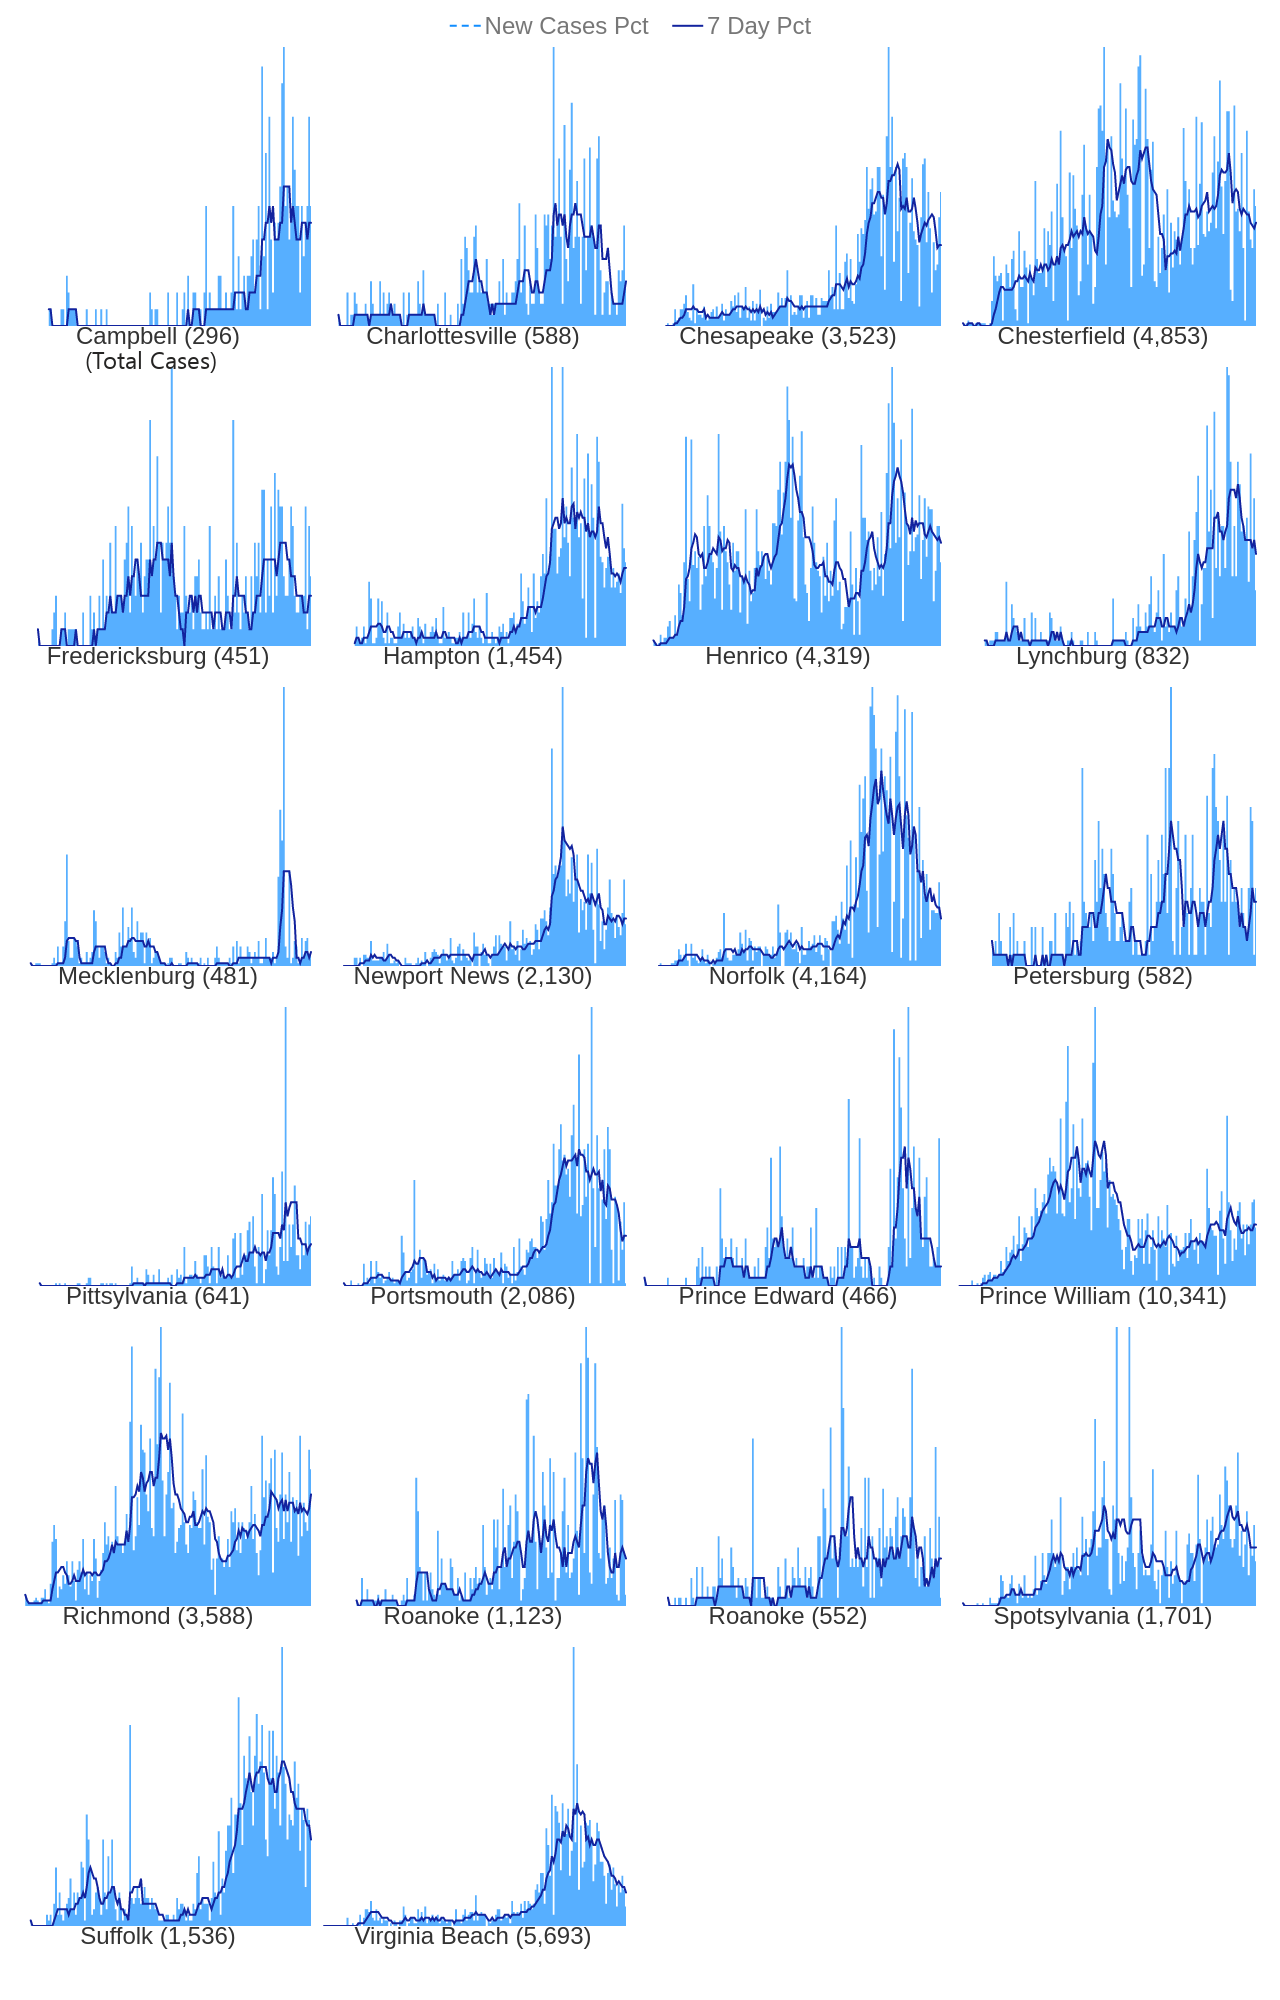 New Cases Pct 7 Day Pct
Campbell (296) Charlottesville (588) Chesapeake (3,523) Chesterfield (4,853)
(Total Cases)
Fredericksburg (451) Hampton (1,454) Henrico (4,319) Lynchburg (832)
Mecklenburg (481) Newport News (2,130) Norfolk (4,164) Petersburg (582)
Pittsylvania (641) Portsmouth (2,086) Prince Edward (466) Prince William (10,341)
Richmond (3,588) Roanoke (1,123) Roanoke (552) Spotsylvania (1,701)
Suffolk (1,536) Virginia Beach (5,693)